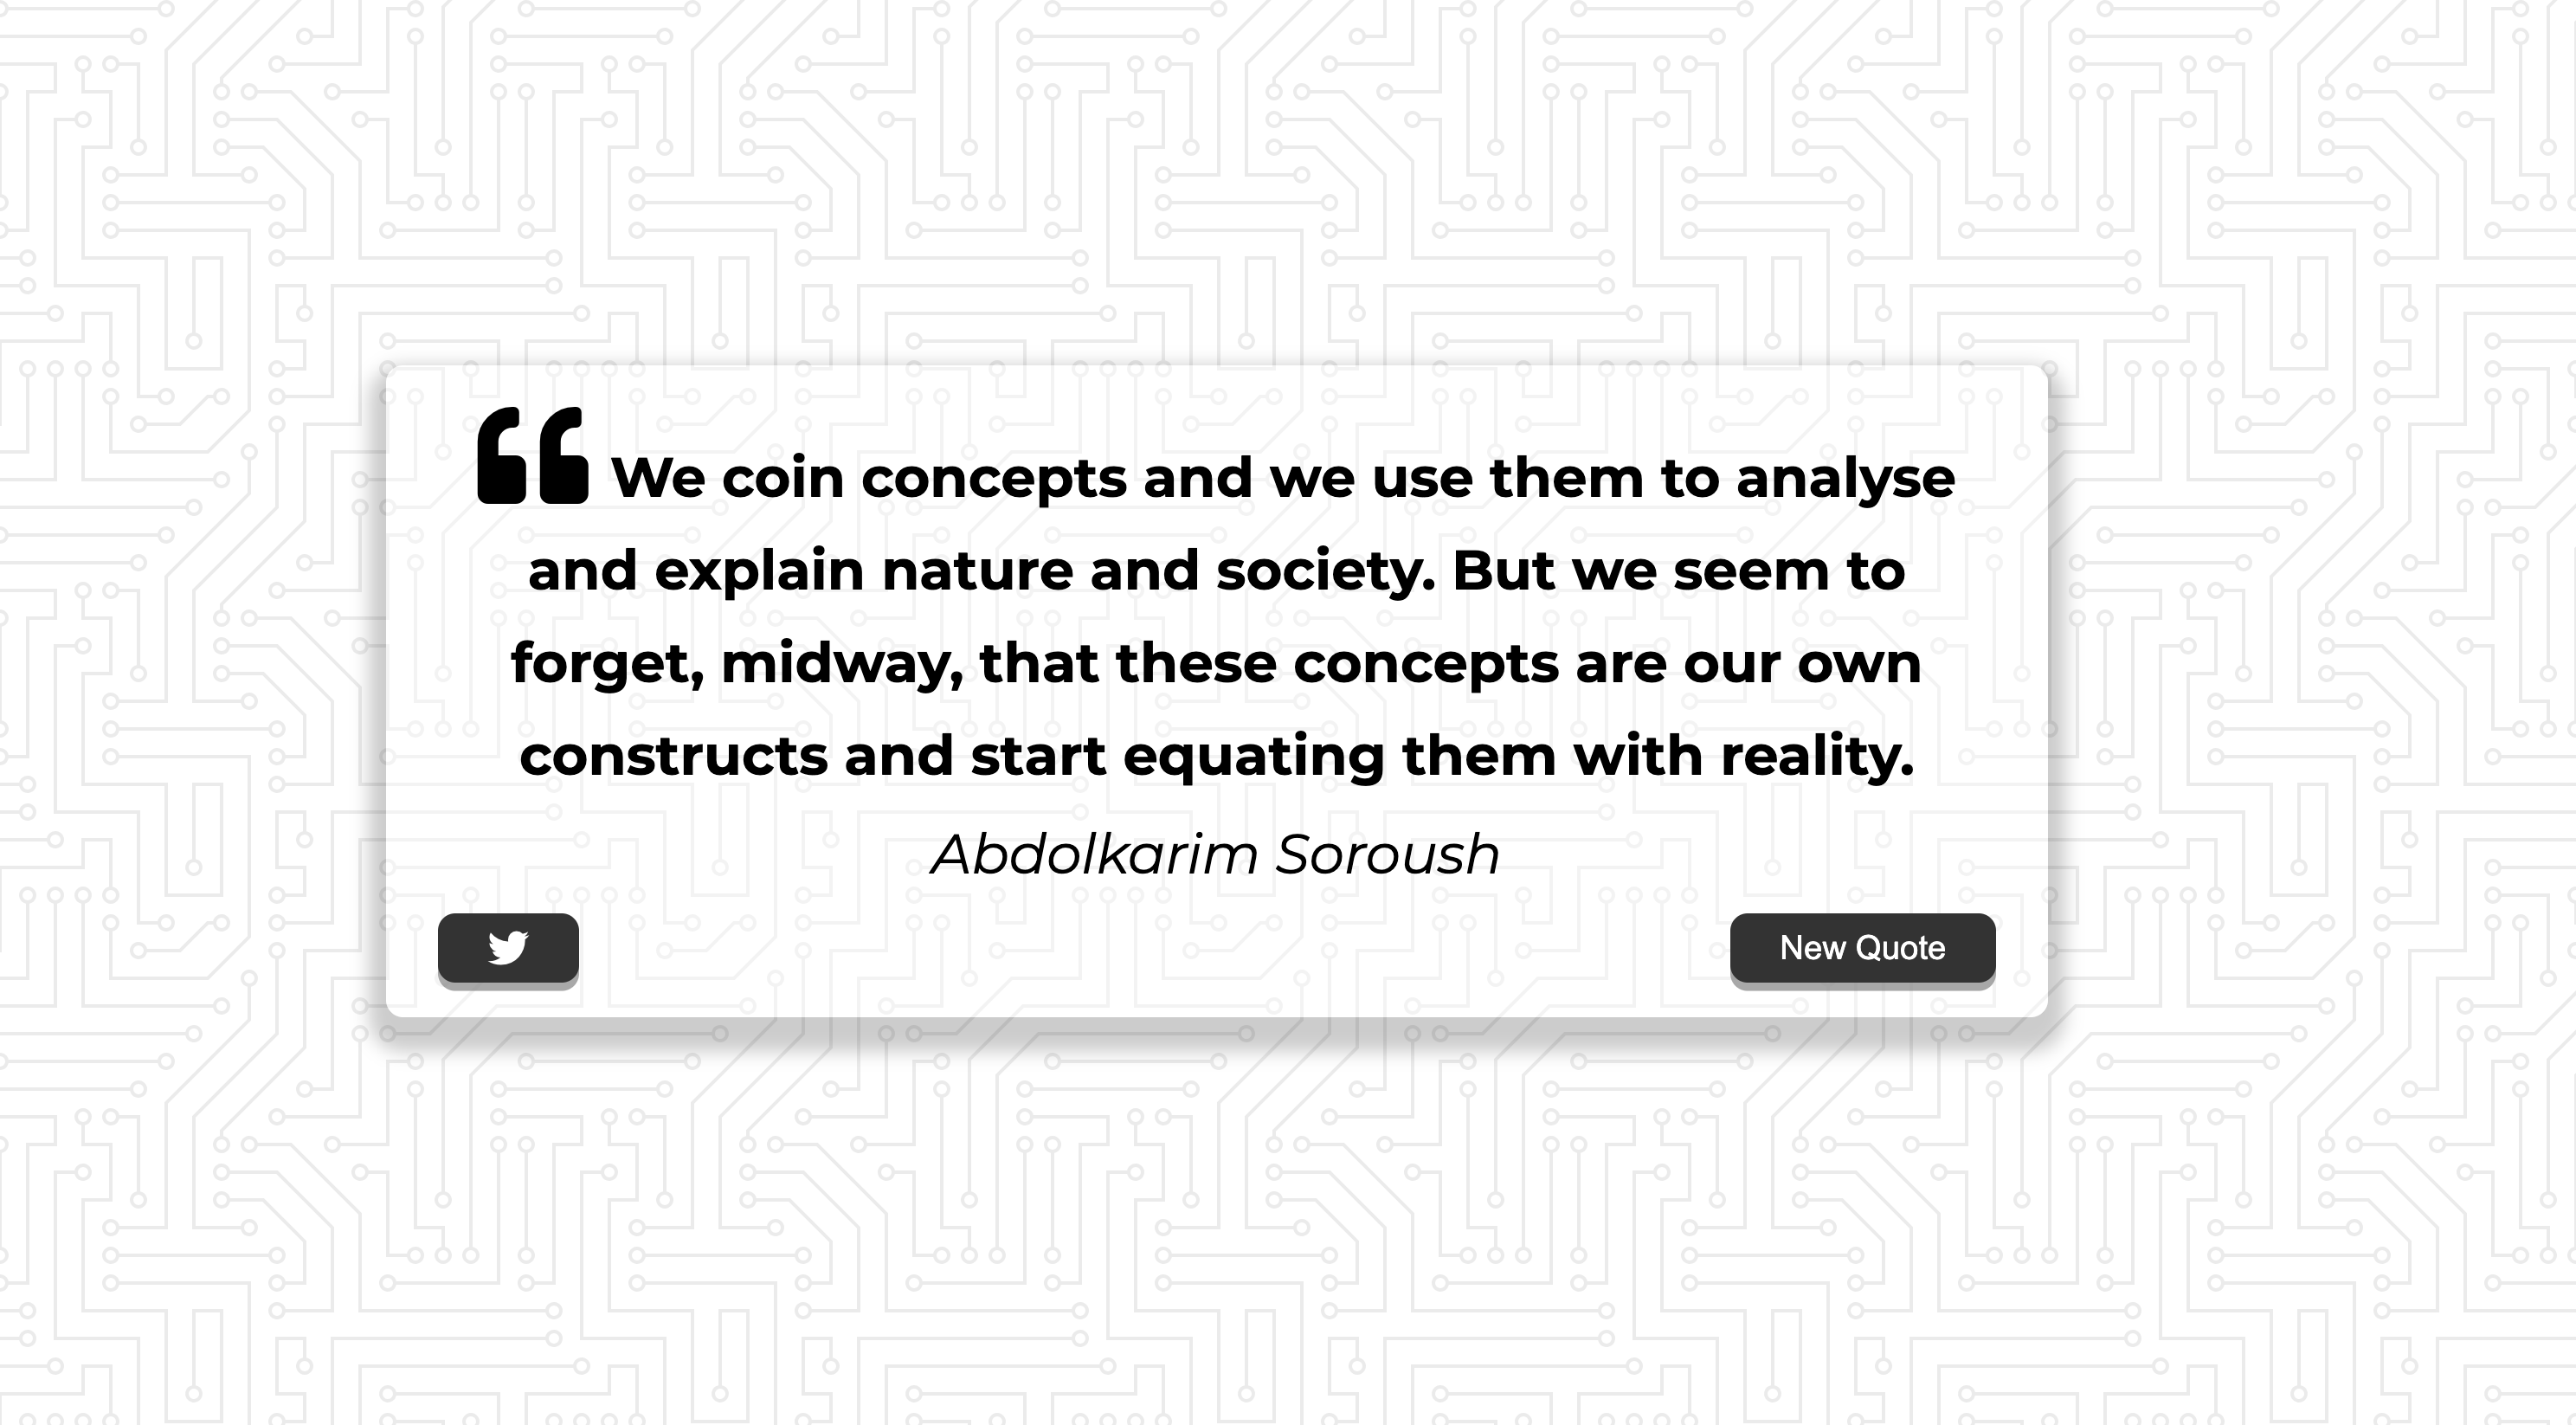 We coin concepts and we use them to analyse
and explain nature and society. But we seem to
forget, midway, that these concepts are our own
constructs and start equating them with reality.
Abdolkarim Soroush
New Quote